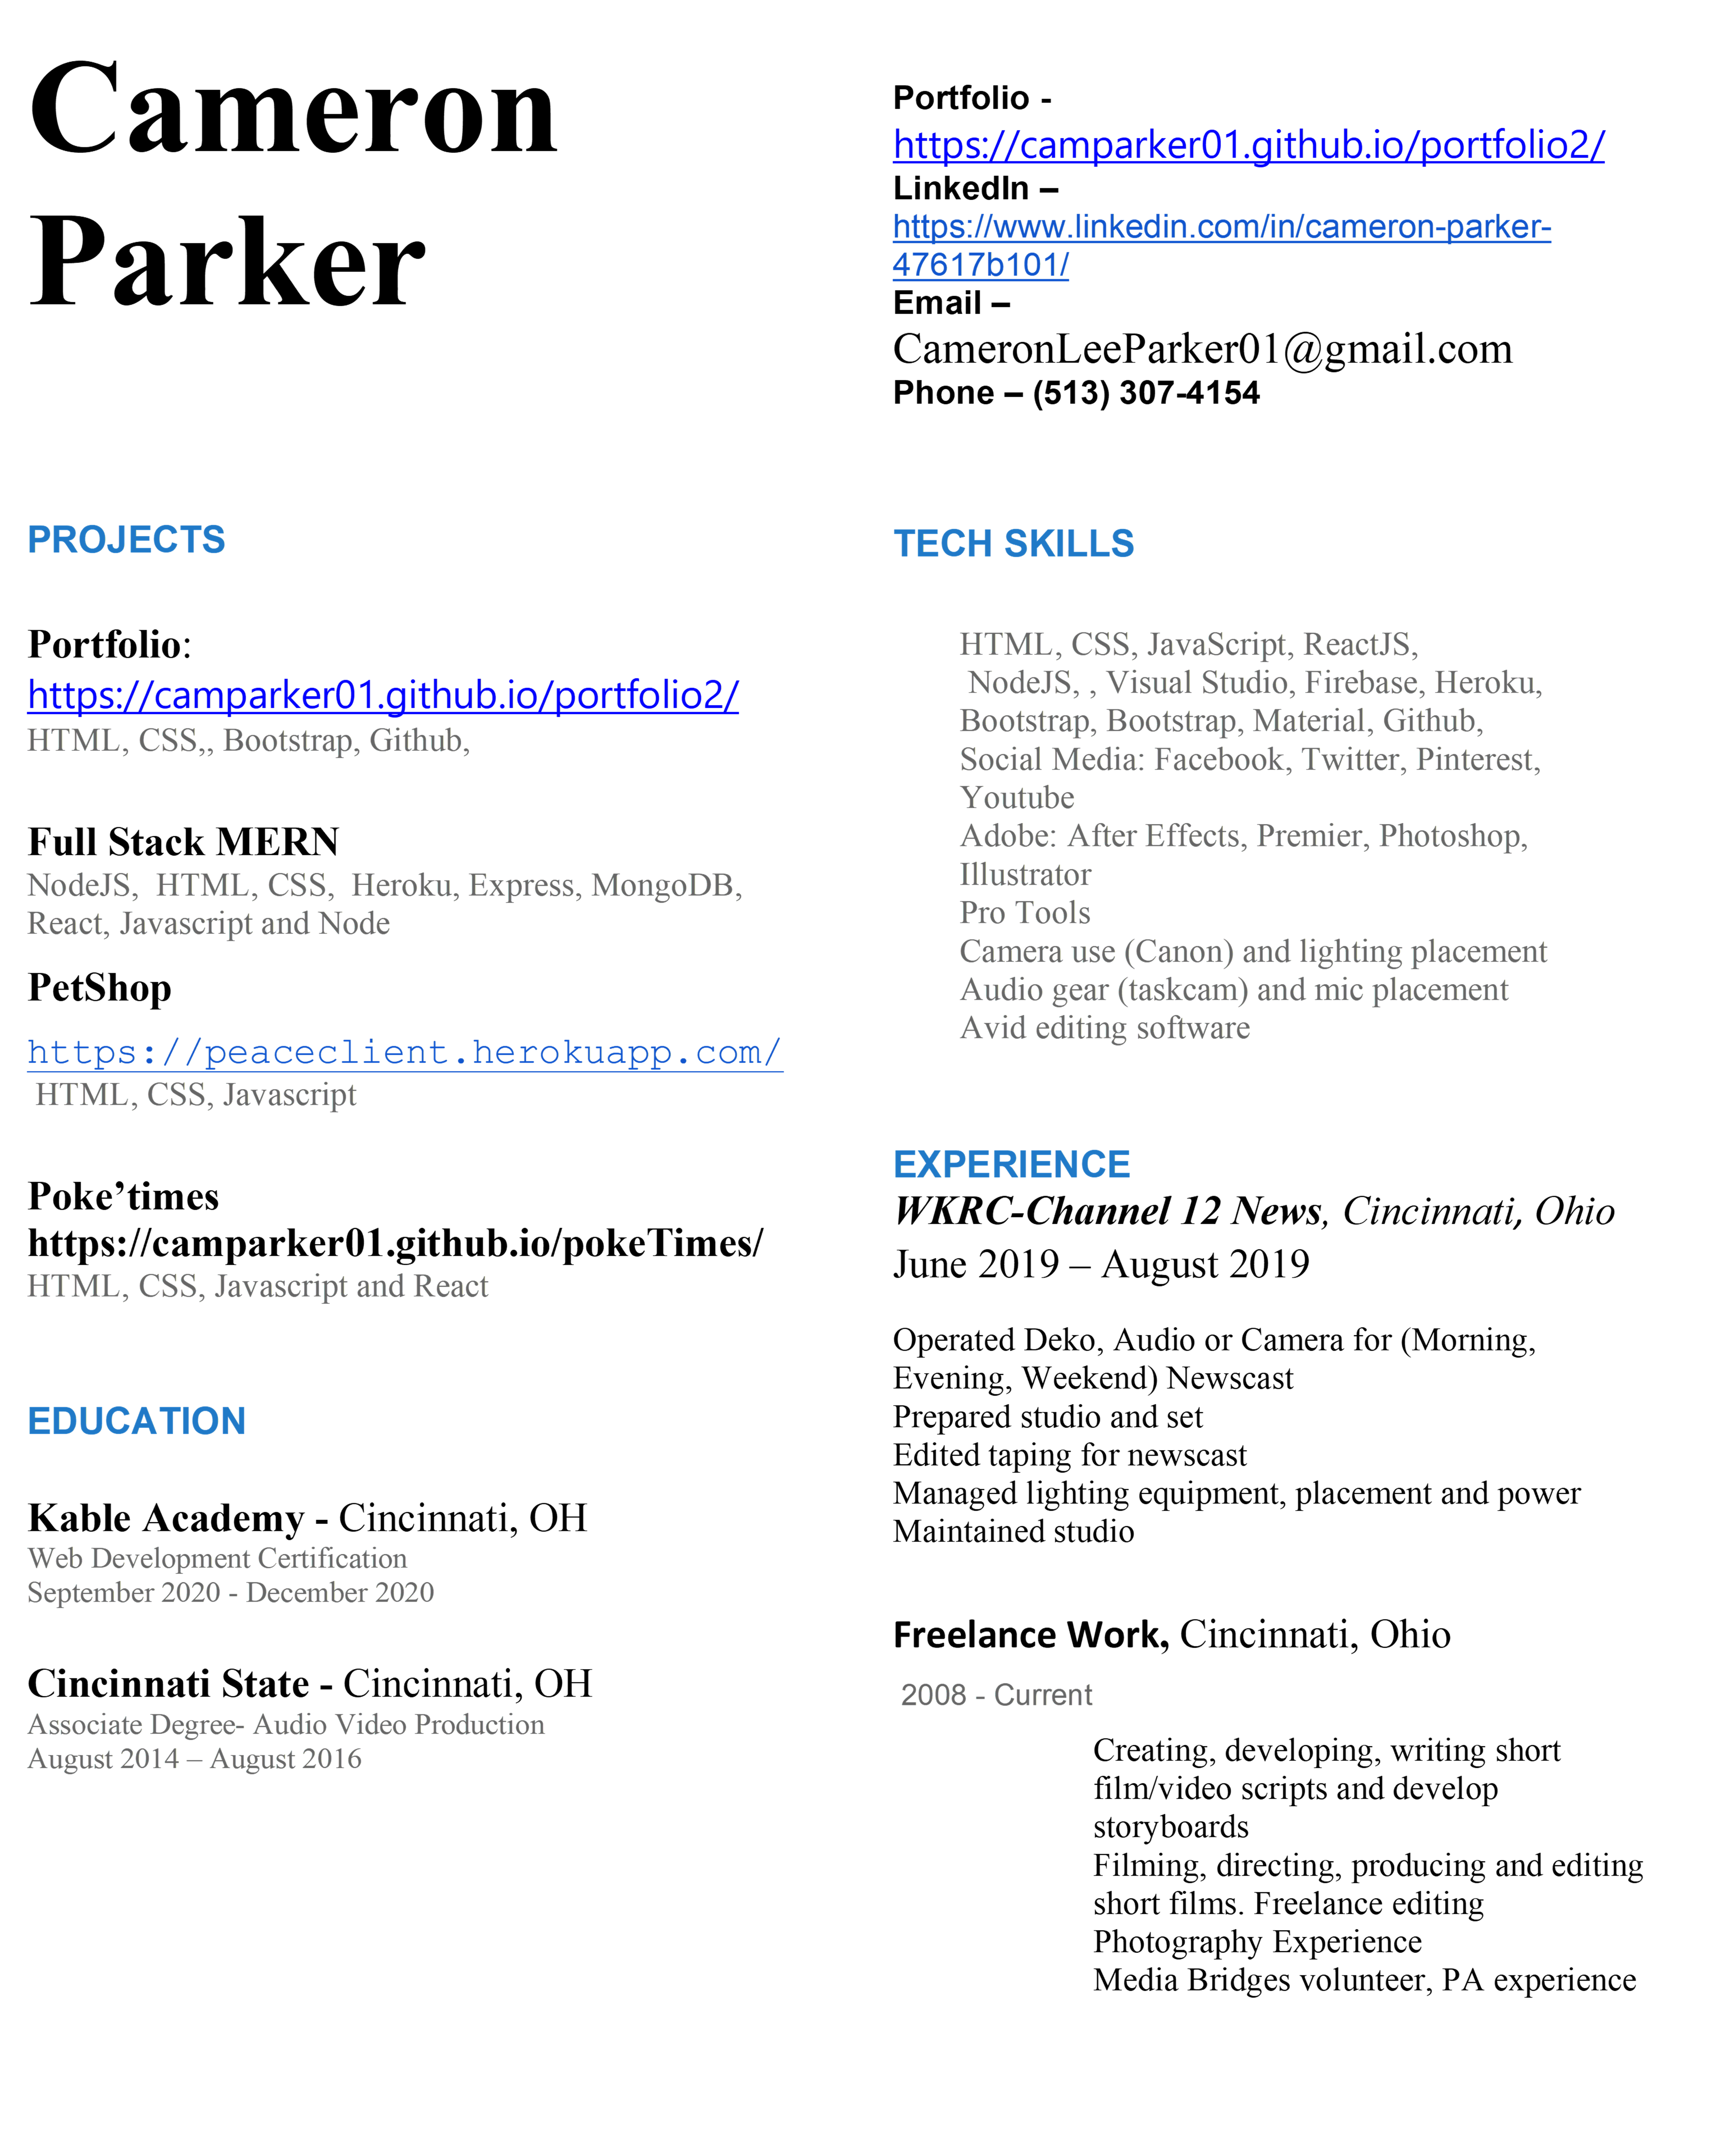 Cameron
Parker
Portfolio -
https://camparker01.github.io/portfolio2/
LinkedIn –
https://www.linkedin.com/in/cameron-parker-
47617b101/
Email –
CameronLeeParker01@gmail.com
Phone – (513) 307-4154
PROJECTS
Portfolio:
https://camparker01.github.io/portfolio2/
HTML, CSS,, Bootstrap, Github,
Full Stack MERN
NodeJS,  HTML, CSS,  Heroku, Express, MongoDB,
React, Javascript and Node
PetShop
https://peaceclient.herokuapp.com/
HTML, CSS, Javascript
Poke’times
https://camparker01.github.io/pokeTimes/
HTML, CSS, Javascript and React
EDUCATION
Kable Academy - Cincinnati, OH
Web Development Certification
September 2020 - December 2020
Cincinnati State - Cincinnati, OH
Associate Degree- Audio Video Production
August 2014 – August 2016
TECH SKILLS
HTML, CSS, JavaScript, ReactJS,
NodeJS, , Visual Studio, Firebase, Heroku,
Bootstrap, Bootstrap, Material, Github,
Social Media: Facebook, Twitter, Pinterest,
Youtube
Adobe: After Effects, Premier, Photoshop,
Illustrator
Pro Tools
Camera use (Canon) and lighting placement
Audio gear (taskcam) and mic placement
Avid editing software
EXPERIENCE
WKRC-Channel 12 News, Cincinnati, Ohio
June 2019 – August 2019
Operated Deko, Audio or Camera for (Morning,
Evening, Weekend) Newscast
Prepared studio and set
Edited taping for newscast
Managed lighting equipment, placement and power
Maintained studio
Freelance Work, Cincinnati, Ohio
2008 - Current
Creating, developing, writing short
film/video scripts and develop
storyboards
Filming, directing, producing and editing
short films. Freelance editing
Photography Experience
Media Bridges volunteer, PA experience